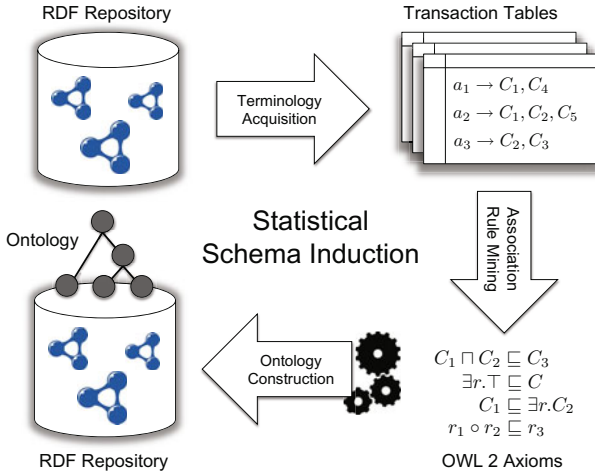 RDF Repository
Transaction Tables
Terminology
Acquisition
a₁ → C₁, C₄
a₂ → C₁, C₂, C₅
a₃ → C₂, C₃
Association
Rule Mining
Ontology
Statistical
Schema Induction
Ontology
Construction
C₁ ⊓ C₂ ⊑ C₃
∃r.⊤ ⊑ C
C₁ ⊑ ∃r.C₂
r₁ ∘ r₂ ⊑ r₃
RDF Repository
OWL 2 Axioms